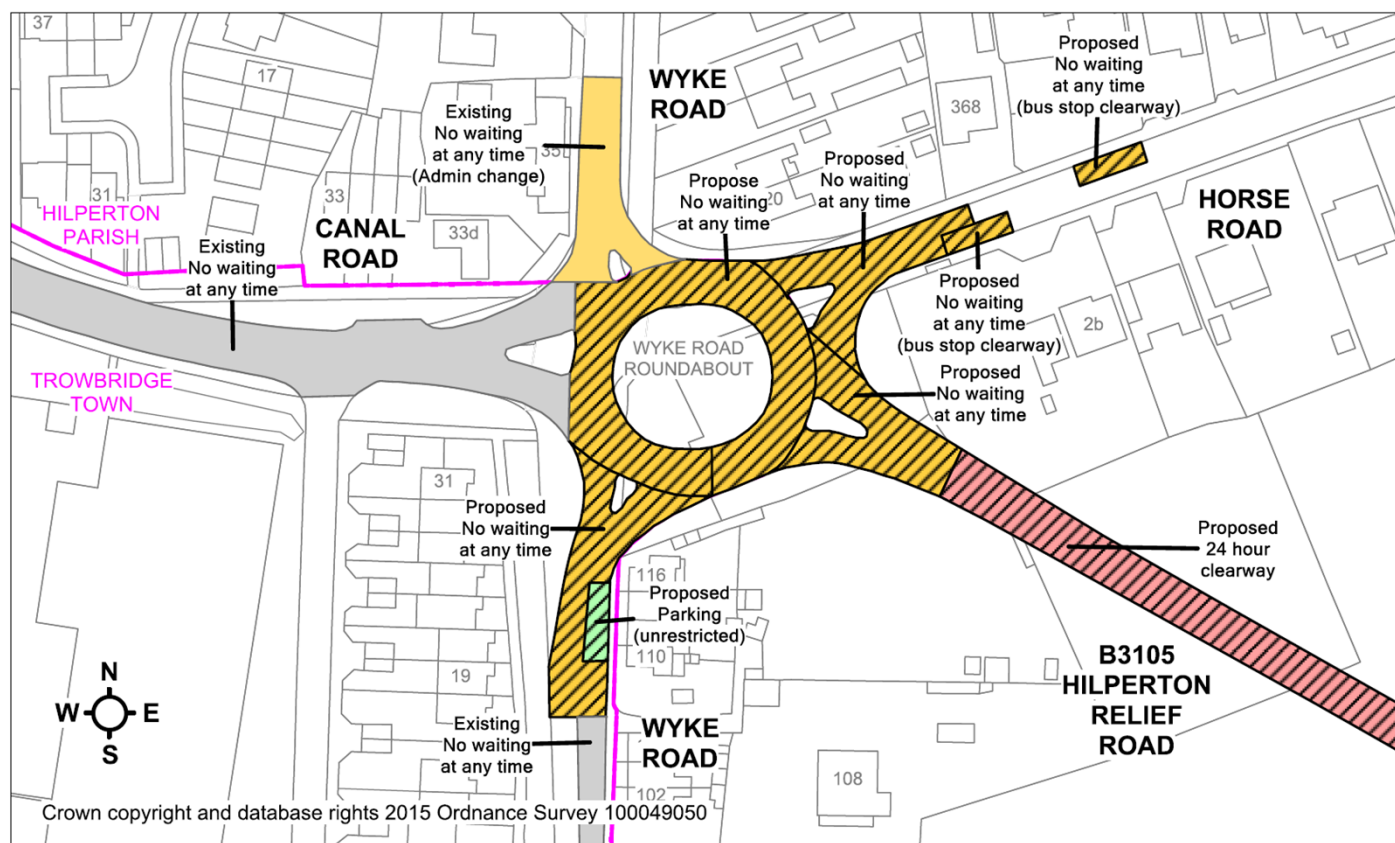 37
17
WYKE
ROAD
Proposed
No waiting
at any time
(bus stop clearway)
368
Existing
No waiting
at any time
(Admin change)
35
Propose
No waiting
at any time
20
Proposed
No waiting
at any time
HORSE
ROAD
31
33
33d
HILPERTON
PARISH
CANAL
ROAD
Existing
No waiting
at any time
Proposed
No waiting
at any time
(bus stop clearway)
2b
WYKE ROAD
ROUNDABOUT
TROWBRIDGE
TOWN
Proposed
No waiting
at any time
31
Proposed
No waiting
at any time
Proposed
24 hour
clearway
116
Proposed
Parking
(unrestricted)
110
19
N
W E
S
B3105
HILPERTON
RELIEF
ROAD
Existing
No waiting
at any time
WYKE
ROAD
108
102
Crown copyright and database rights 2015 Ordnance Survey 100049050